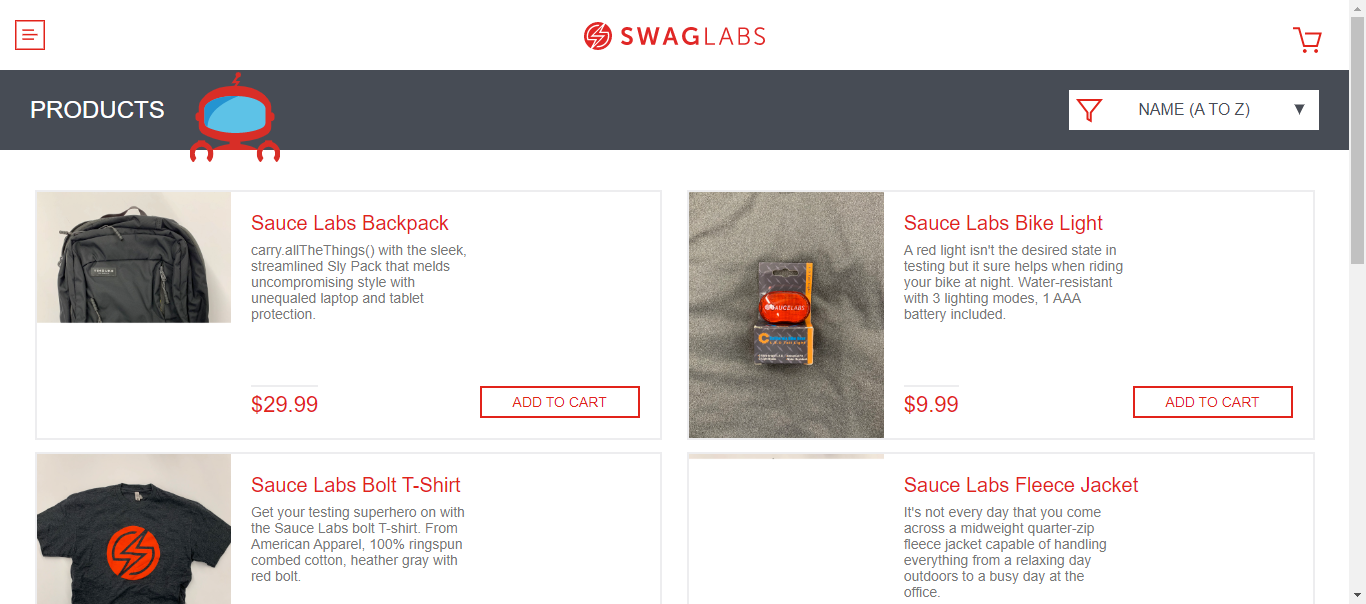 SWAGLABS
PRODUCTS
NAME (A TO Z)
Sauce Labs Backpack
carry.allTheThings() with the sleek,
streamlined Sly Pack that melds
uncompromising style with
unequaled laptop and tablet
protection.
$29.99
ADD TO CART
Sauce Labs Bike Light
A red light isn't the desired state in
testing but it sure helps when riding
your bike at night. Water-resistant
with 3 lighting modes, 1 AAA
battery included.
SAUCELABS
$9.99
ADD TO CART
Sauce Labs Bolt T-Shirt
Get your testing superhero on with
the Sauce Labs bolt T-shirt. From
American Apparel, 100% ringspun
combed cotton, heather gray with
red bolt.
Sauce Labs Fleece Jacket
It's not every day that you come
across a midweight quarter-zip
fleece jacket capable of handling
everything from a relaxing day
outdoors to a busy day at the
office.